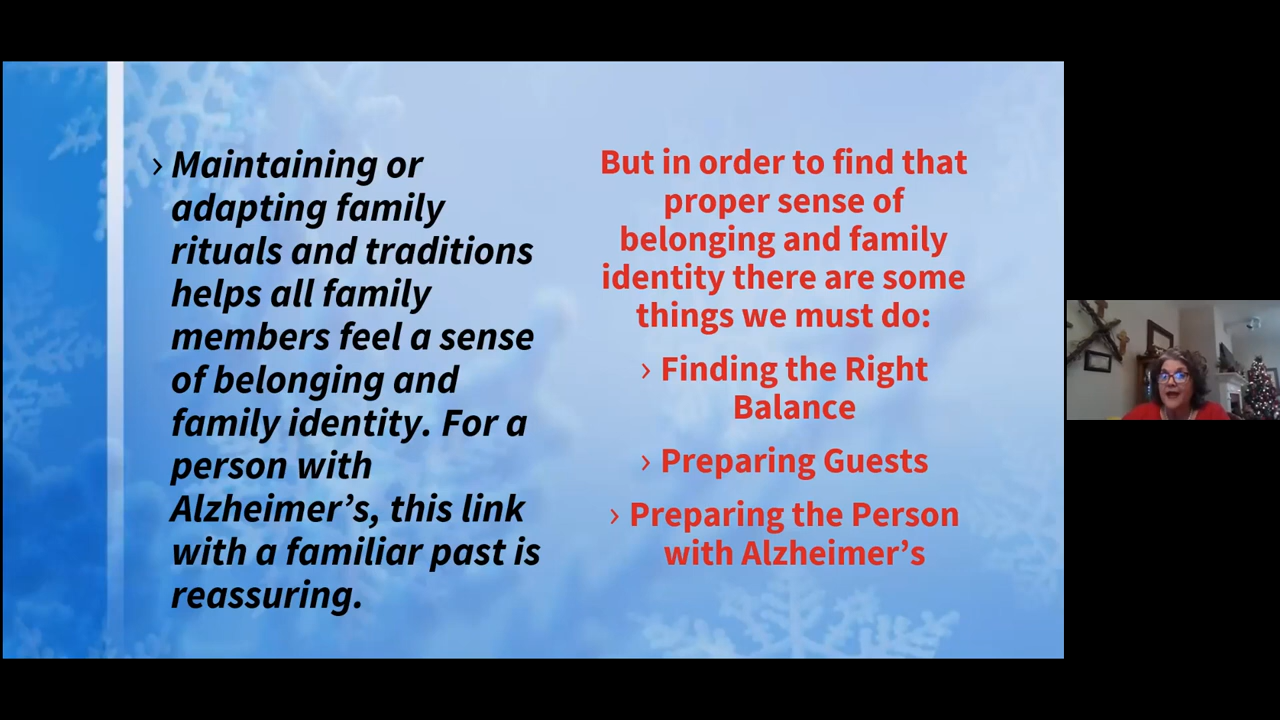 › Maintaining or
adapting family
rituals and traditions
helps all family
members feel a sense
of belonging and
family identity. For a
person with
Alzheimer’s, this link
with a familiar past is
reassuring.
But in order to find that
proper sense of
belonging and family
identity there are some
things we must do:
› Finding the Right
Balance
› Preparing Guests
› Preparing the Person
with Alzheimer’s